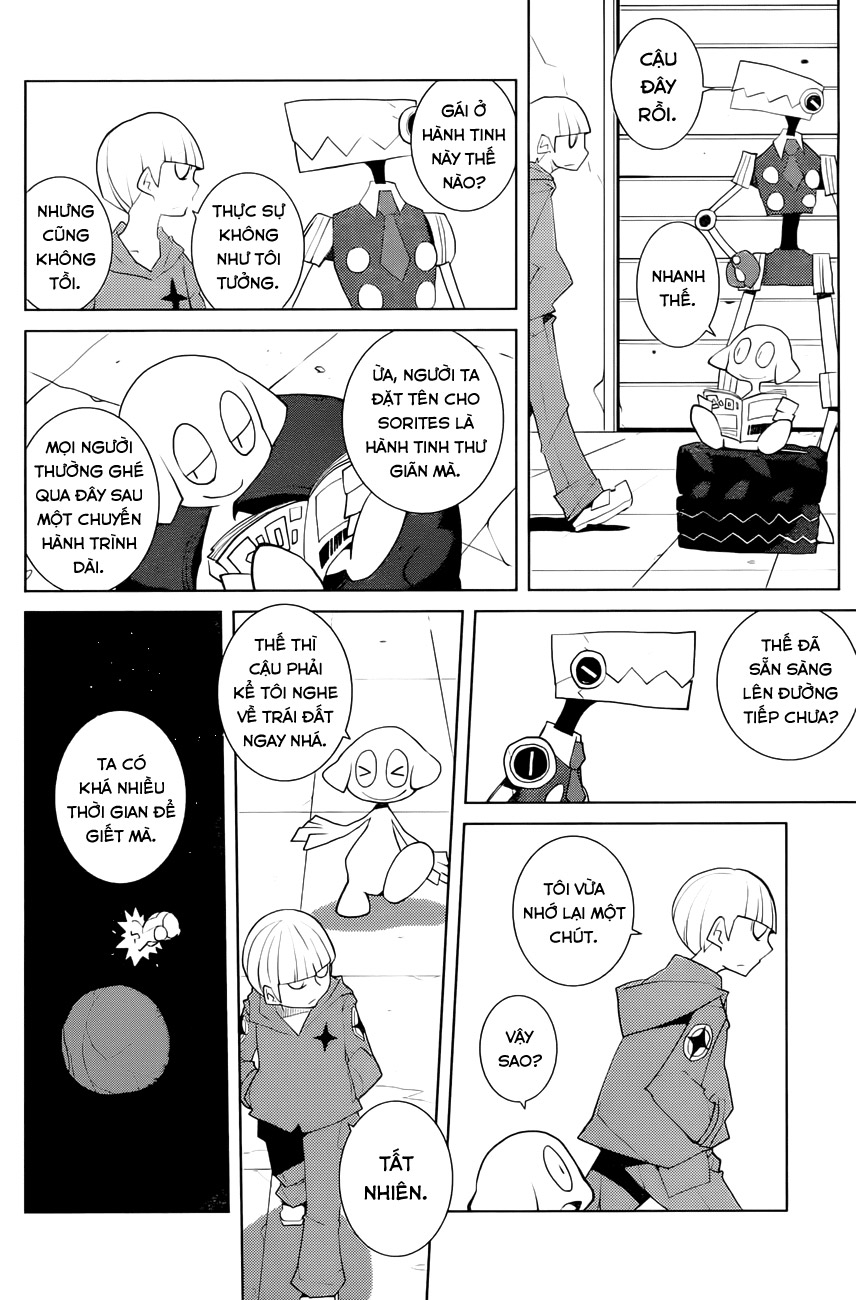 CẬU
ĐÂY
RỒI.
NHANH
THẾ.
GÁI Ở
HÀNH TINH
NÀY THẾ
NÀO?
THỰC SỰ
KHÔNG
NHƯ TÔI
TƯỞNG.
NHƯNG
CŨNG
KHÔNG
TỒI.
ỪA, NGƯỜI TA
ĐẶT TÊN CHO
SORITES LÀ
HÀNH TINH THƯ
GIÃN MÀ.
MỌI NGƯỜI
THƯỜNG GHÉ
QUA ĐÂY SAU
MỘT CHUYẾN
HÀNH TRÌNH
DÀI.
THẾ ĐÃ
SẴN SÀNG
LÊN ĐƯỜNG
TIẾP CHƯA?
TÔI VỪA
NHỚ LẠI MỘT
CHÚT.
VẬY
SAO?
THẾ THÌ
CẬU PHẢI
KỂ TÔI NGHE
VỀ TRÁI ĐẤT
NGAY NHÁ.
TẤT
NHIÊN.
TA CÓ
KHÁ NHIỀU
THỜI GIAN ĐỂ
GIẾT MÀ.